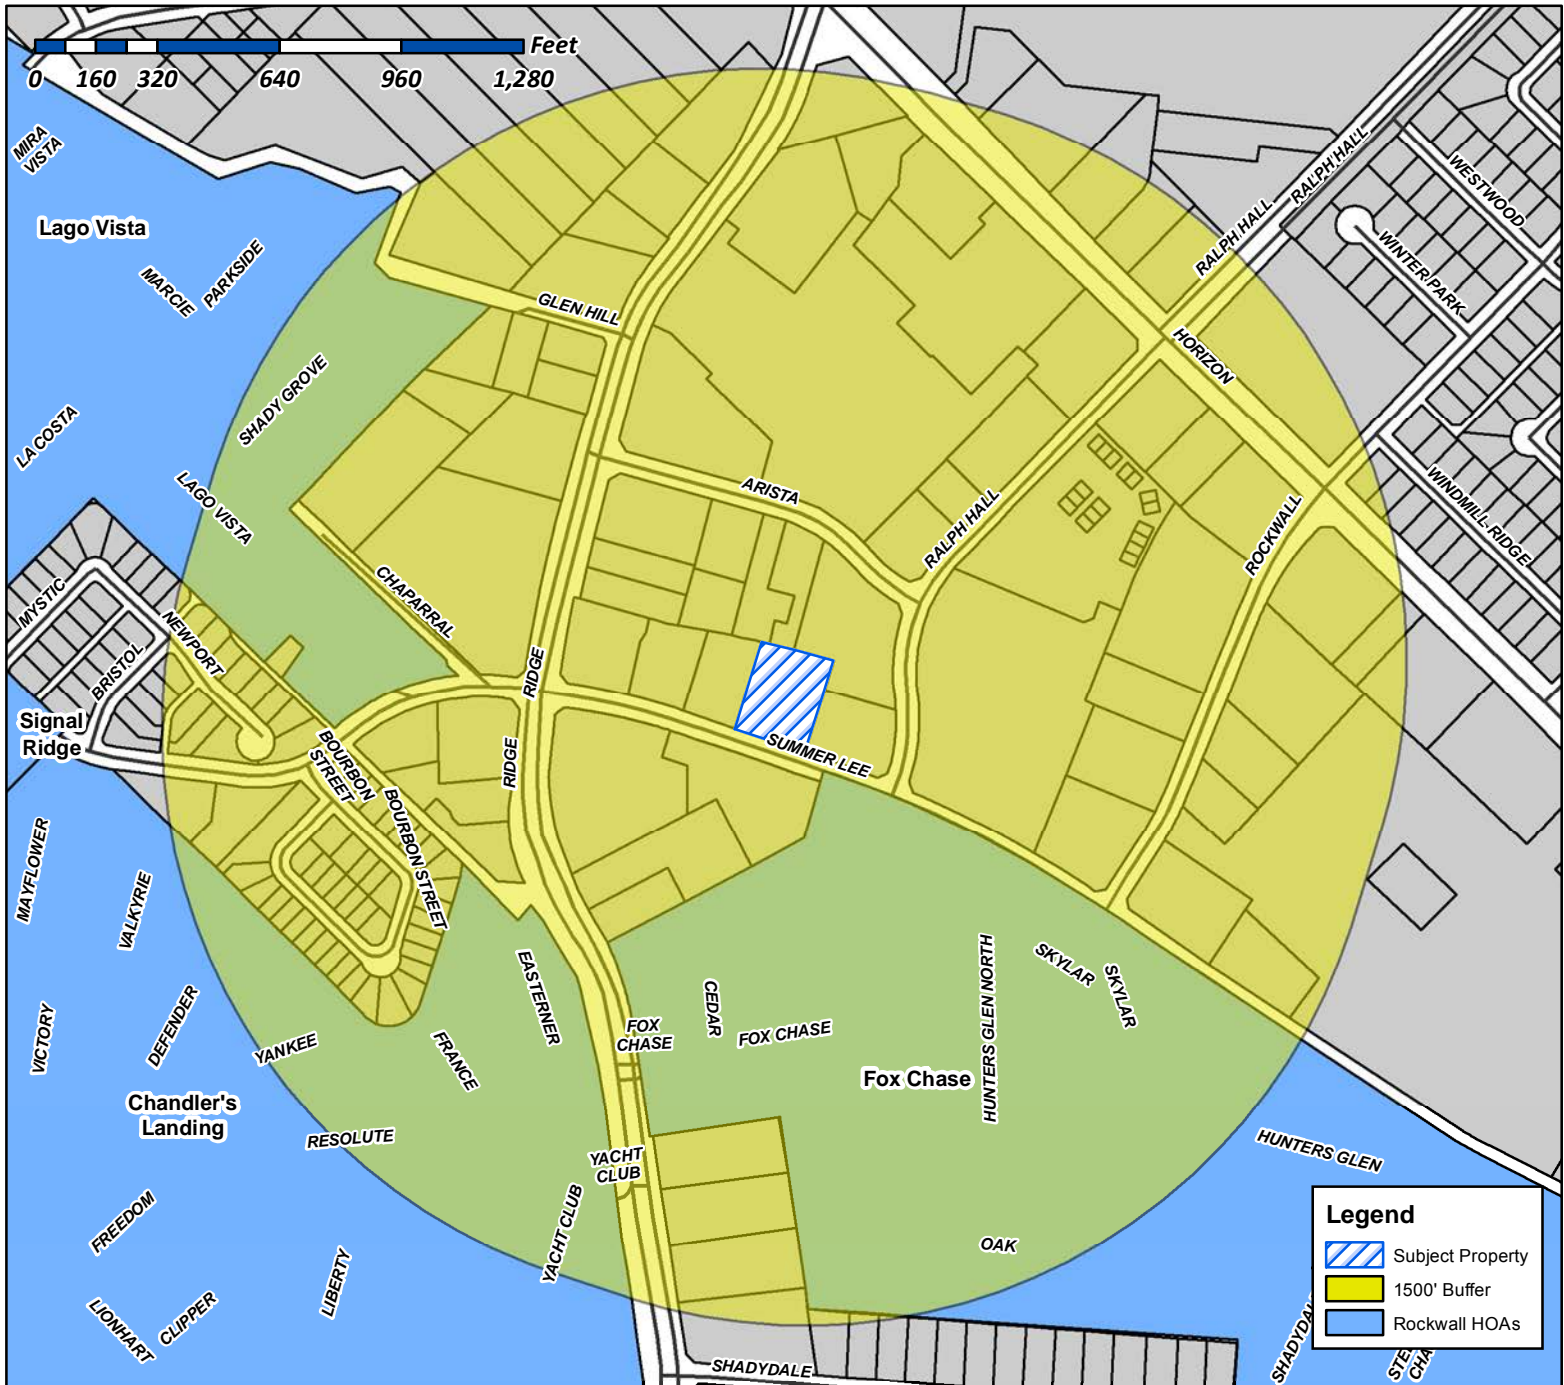 Feet
0 160 320 640 960 1,280
MIRA
VISTA
RALPH HALL
RALPH HALL
WESTWOOD
Lago Vista
WINTER PARK
PARKSIDE
MARCIE
GLEN HILL
HORIZON
SHADY GROVE
LA COSTA
LAGO VISTA
ARISTA
RALPH HALL
ROCKWALL
WINDMILL RIDGE
CHAPARRAL
MYSTIC
NEWPORT
BRISTOL
RIDGE
Signal
Ridge
BOURBON
STREET
RIDGE
SUMMER LEE
BOURBON STREET
MAYFLOWER
VALKYRIE
EASTERNER
CEDAR
HUNTERS GLEN NORTH
SKYLAR
SKYLAR
VICTORY
DEFENDER
YANKEE
FRANCE
FOX
CHASE
FOX CHASE
Fox Chase
Chandler's
Landing
RESOLUTE
YACHT
CLUB
HUNTERS GLEN
FREEDOM
YACHT CLUB
OAK
LIBERTY
LIONHART
CLIPPER
SHADYDALE
Legend
Subject Property
1500' Buffer
Rockwall HOAs